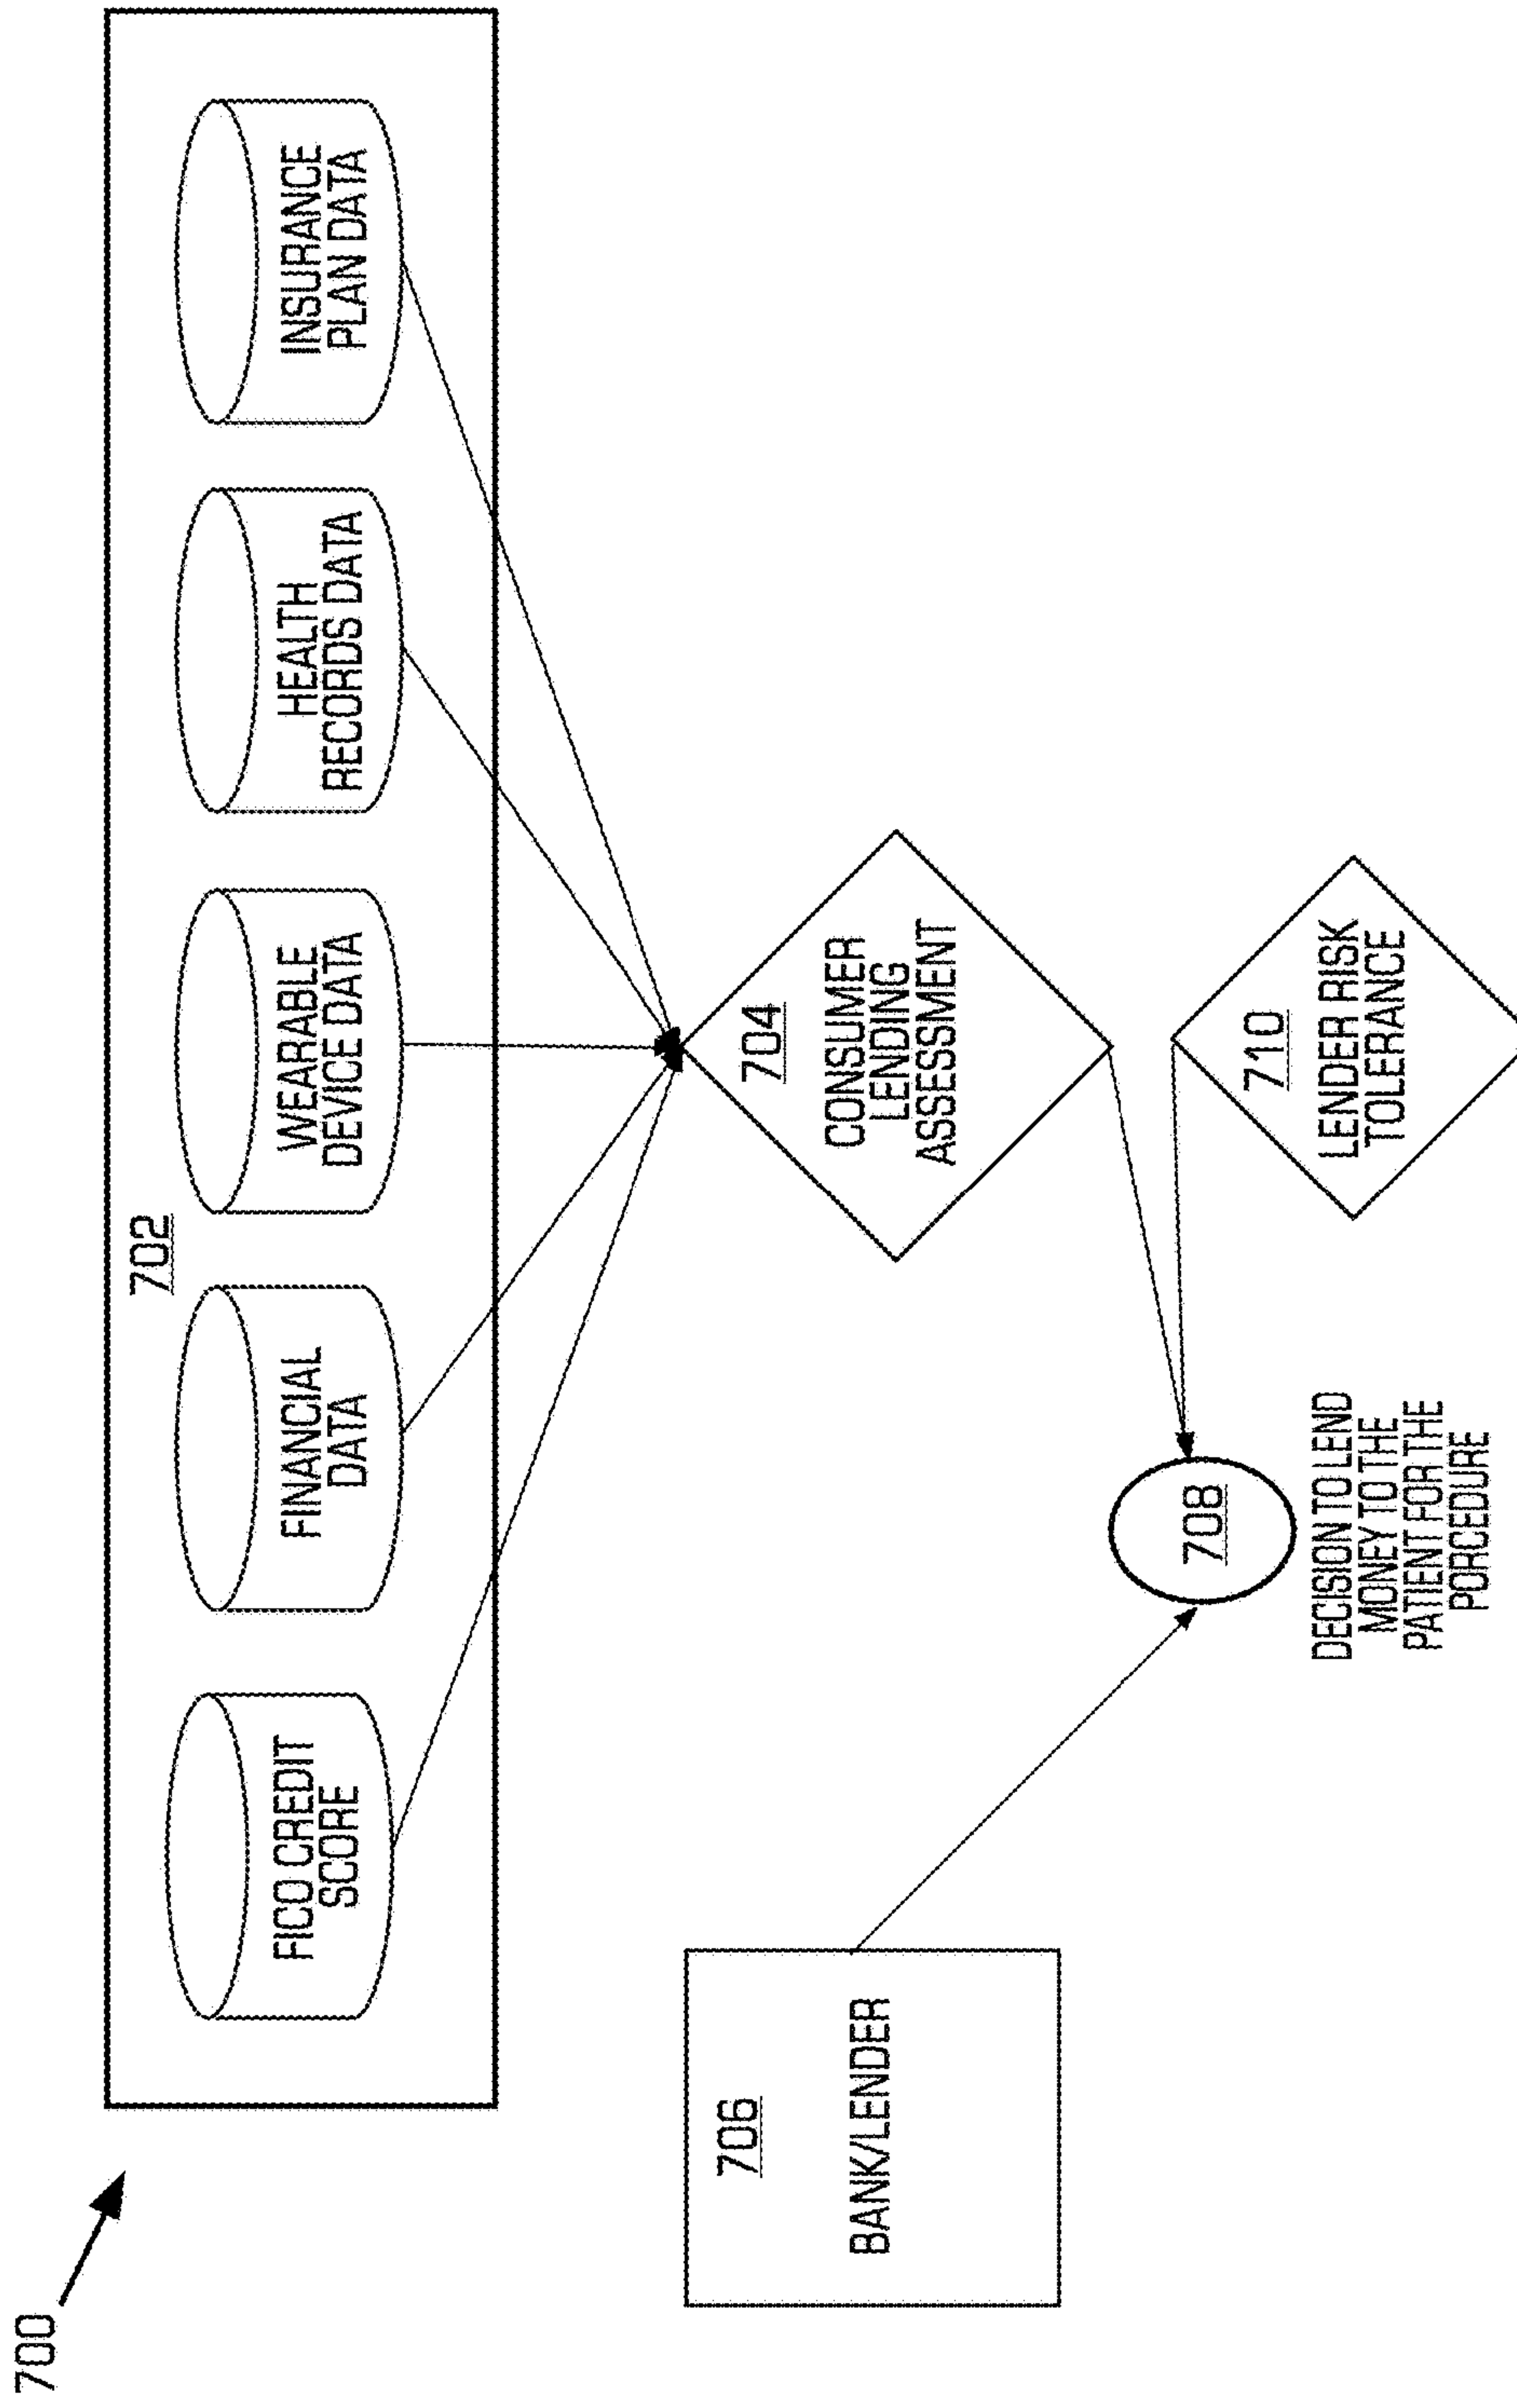 700
702
FICO CREDIT
SCORE
FINANCIAL
DATA
WEARABLE
DEVICE DATA
HEALTH
RECORDS DATA
INSURANCE
PLAN DATA
706
BANK/LENDER
704
CONSUMER
LENDING
ASSESSMENT
708
DECISION TO LEND
MONEY TO THE
PATIENT FOR THE
PORCEDURE
710
LENDER RISK
TOLERANCE